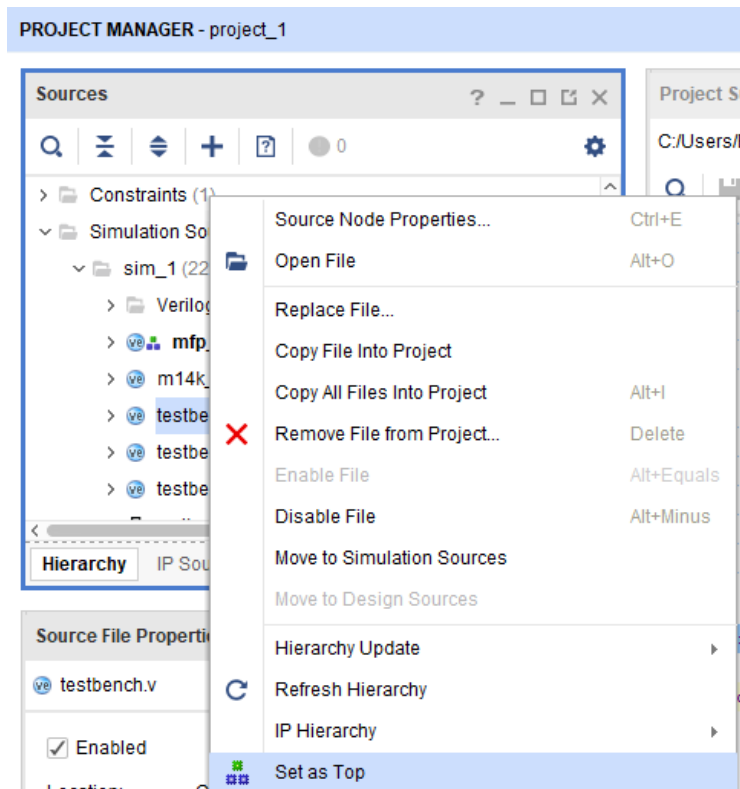 PROJECT MANAGER - project_1
Sources
? _
Project S
0
C:/Users/
Constraints (1)
Simulation So
sim_1 (22
Verilog
mfp_
m14k_
testbe
testbe
testbe
Hierarchy IP Sou
Source File Properti
testbench.v
Enabled
Source Node Properties... Ctrl+E
Open File Alt+O
Replace File...
Copy File Into Project
Copy All Files Into Project Alt+I
Remove File from Project... Delete
Enable File Alt+Equals
Disable File Alt+Minus
Move to Simulation Sources
Move to Design Sources
Hierarchy Update
Refresh Hierarchy
IP Hierarchy
Set as Top